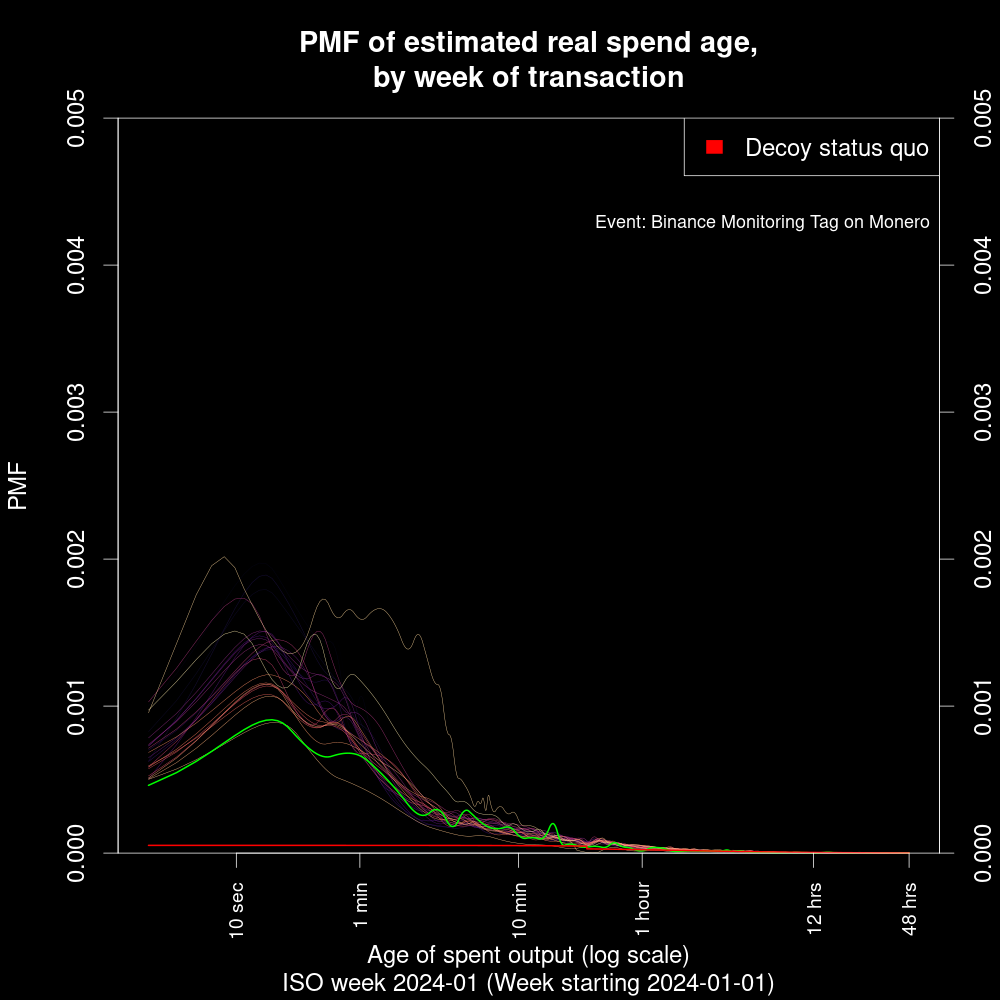 PMF of estimated real spend age,
by week of transaction
Decoy status quo
Event: Binance Monitoring Tag on Monero
PMF
0.005
0.004
0.003
0.002
0.001
0.000
0.005
0.004
0.003
0.002
0.001
0.000
10 sec
1 min
10 min
1 hour
12 hrs
48 hrs
Age of spent output (log scale)
ISO week 2024-01 (Week starting 2024-01-01)